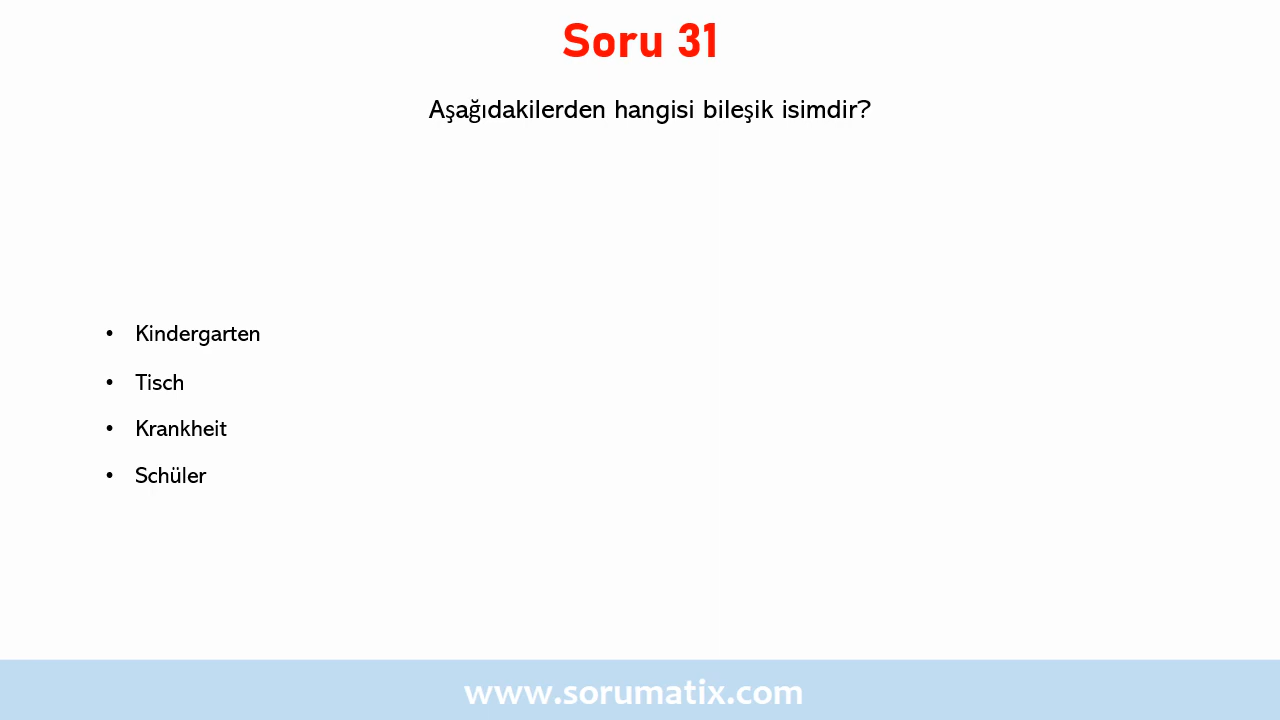 Soru 31
Aşağıdakilerden hangisi bileşik isimdir?
• Kindergarten
• Tisch
• Krankheit
• Schüler
www.sorumatix.com